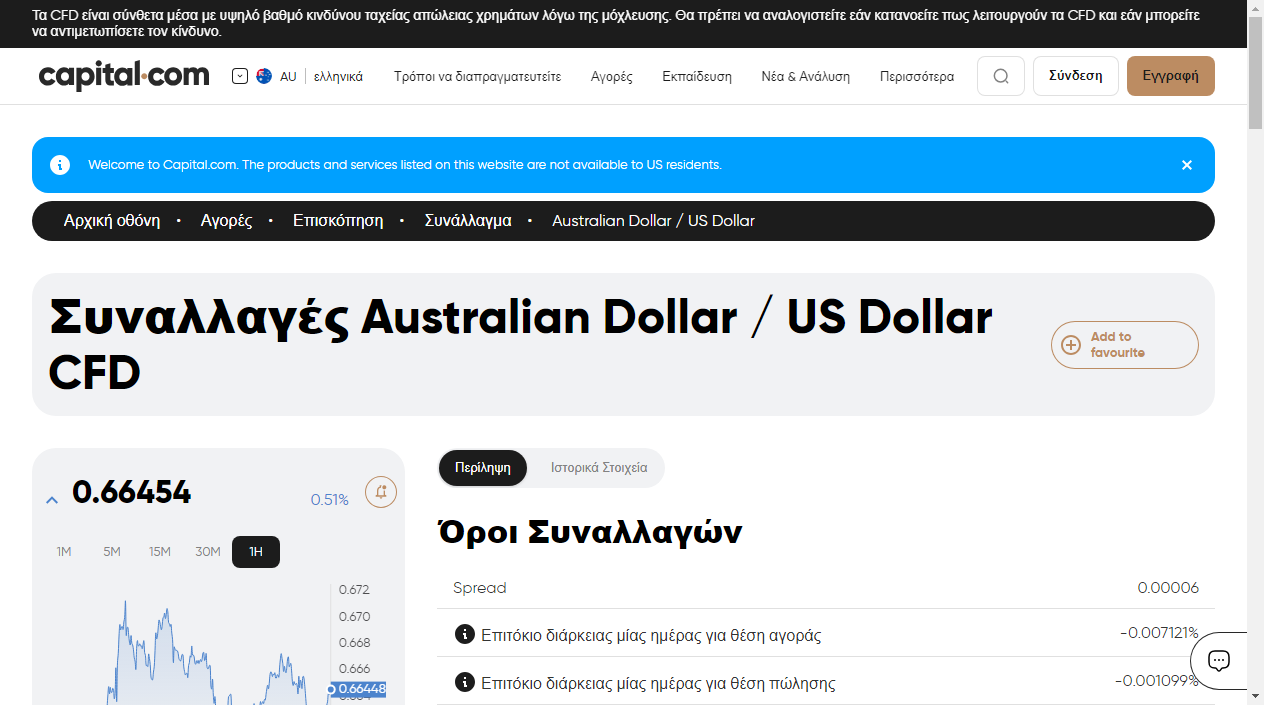 Τα CFD είναι σύνθετα μέσα με υψηλό βαθμό κινδύνου ταχείας απώλειας χρημάτων λόγω της μόχλευσης. Θα πρέπει να αναλογιστείτε εάν κατανοείτε πως λειτουργούν τα CFD και εάν μπορείτε
να αντιμετωπίσετε τον κίνδυνο.
capital.com AU ελληνικά Τρόποι να διαπραγματευτείτε Αγορές Εκπαίδευση Νέα & Ανάλυση Περισσότερα Σύνδεση Εγγραφή
Welcome to Capital.com. The products and services listed on this website are not available to US residents.
Αρχική οθόνη • Αγορές • Επισκόπηση • Συνάλλαγμα • Australian Dollar / US Dollar
Συναλλαγές Australian Dollar / US Dollar
CFD
Add to
favourite
0.66454 0.51%
1M 5M 15M 30M 1H
0.672
0.670
0.668
0.666
0.66448
Περίληψη Ιστορικά Στοιχεία
Όροι Συναλλαγών
Spread 0.00006
Επιτόκιο διάρκειας μίας ημέρας για θέση αγοράς -0.007121%
Επιτόκιο διάρκειας μίας ημέρας για θέση πώλησης -0.001099%